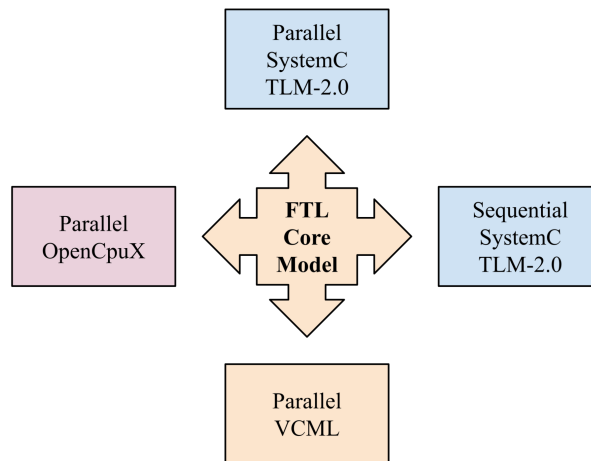 Parallel
SystemC
TLM-2.0
Parallel
OpenCpuX
FTL
Core
Model
Sequential
SystemC
TLM-2.0
Parallel
VCML